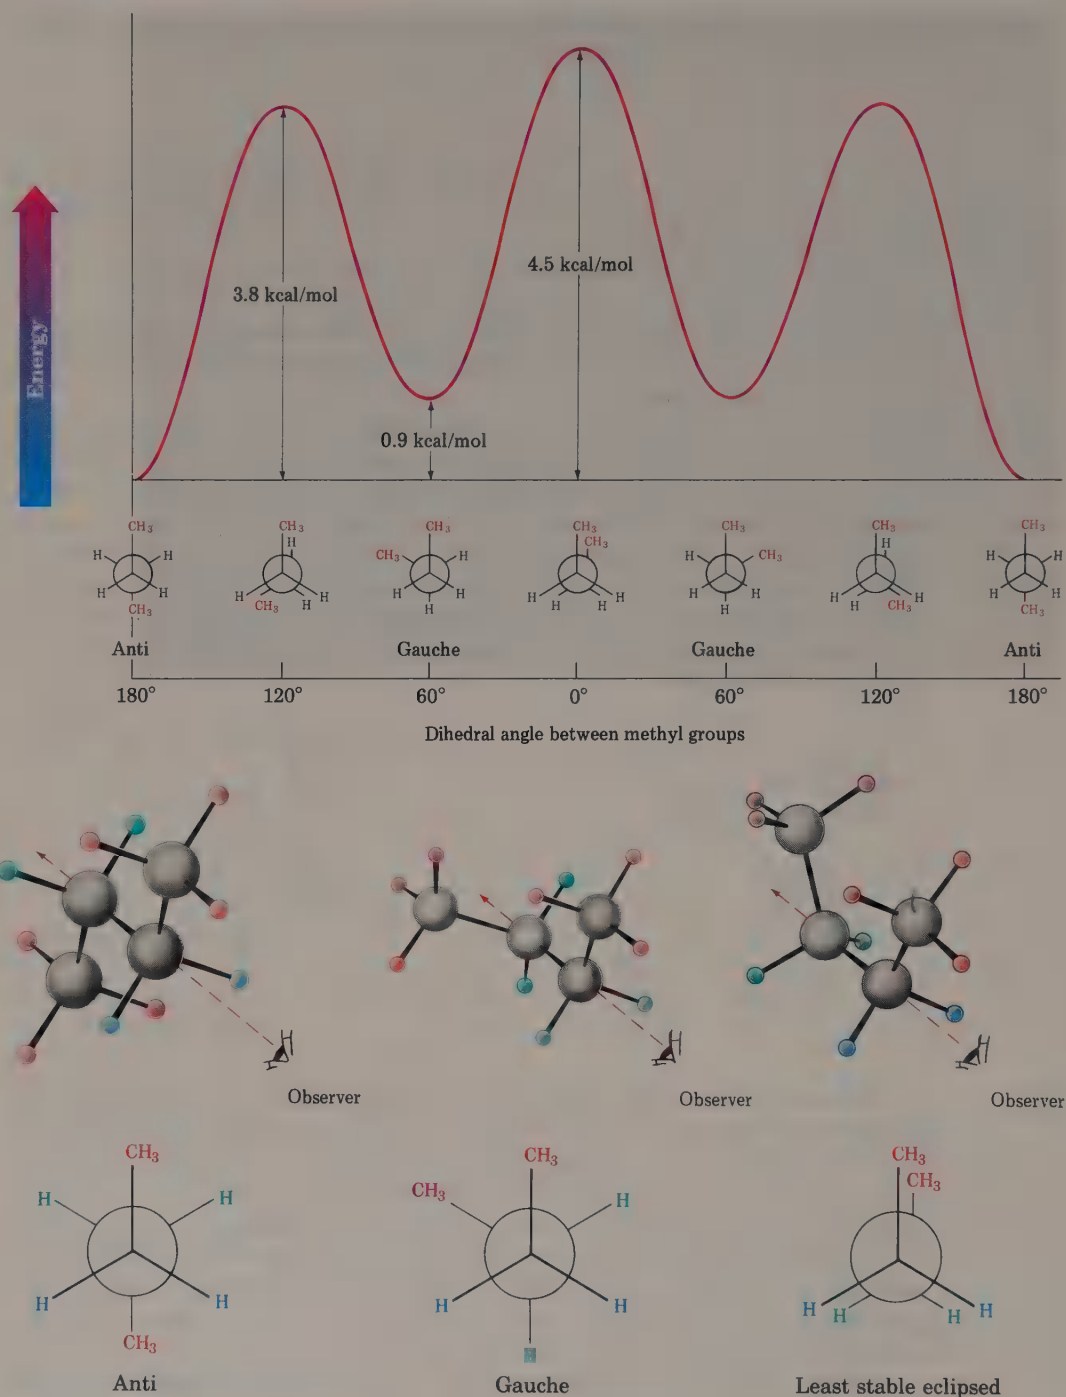 Energy
3.8 kcal/mol
4.5 kcal/mol
0.9 kcal/mol
CH₃ CH₃ CH₃ CH₃ CH₃ CH₃ CH₃
H H H CH₃ H CH₃ H CH₃ H H H
H H H H H H H H H H H H H H
CH₃ CH₃ H H CH₃ CH₃
Anti Gauche Gauche Anti
180° 120° 60° 0° 60° 120° 180°
Dihedral angle between methyl groups
Observer Observer Observer
CH₃ CH₃ CH₃
H H CH₃ H CH₃
H H H H H H H H
CH₃
Anti Gauche Least stable eclipsed